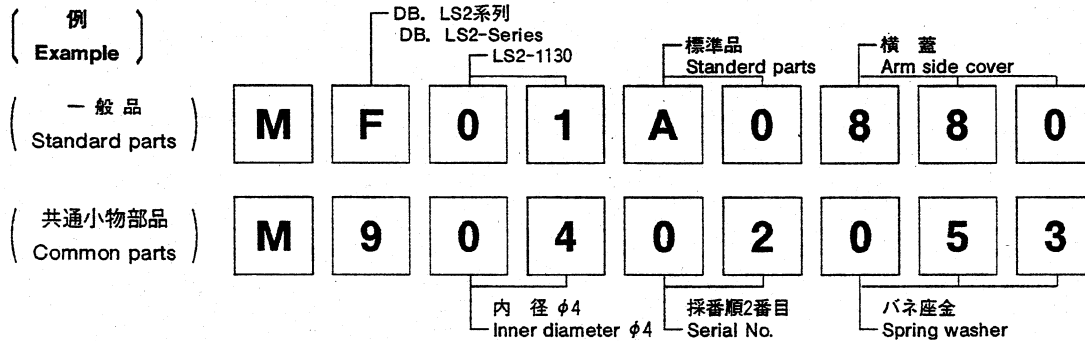 例
Example
DB. LS2系列
DB. LS2-Series
LS2-1130
標準品
Standerd parts
横 蓋
Arm side cover
一 般 品
Standard parts
M F 0 1 A 0 8 8 0
共通小物部品
Common parts
M 9 0 4 0 2 0 5 3
内 径 φ4
Inner diameter φ4
採番順2番目
Serial No.
バネ座金
Spring washer